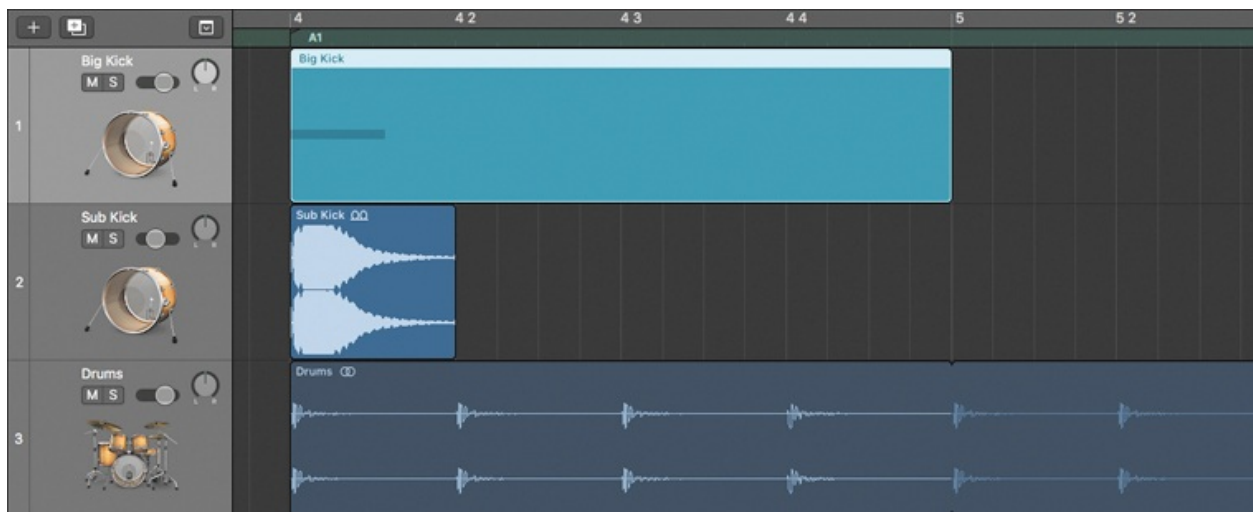 4 4 2 4 3 4 4 5 5 2
A1
Big Kick
M S
L R
1
Big Kick
Sub Kick
M S
L R
2
Sub Kick
Drums
M S
L R
3
Drums